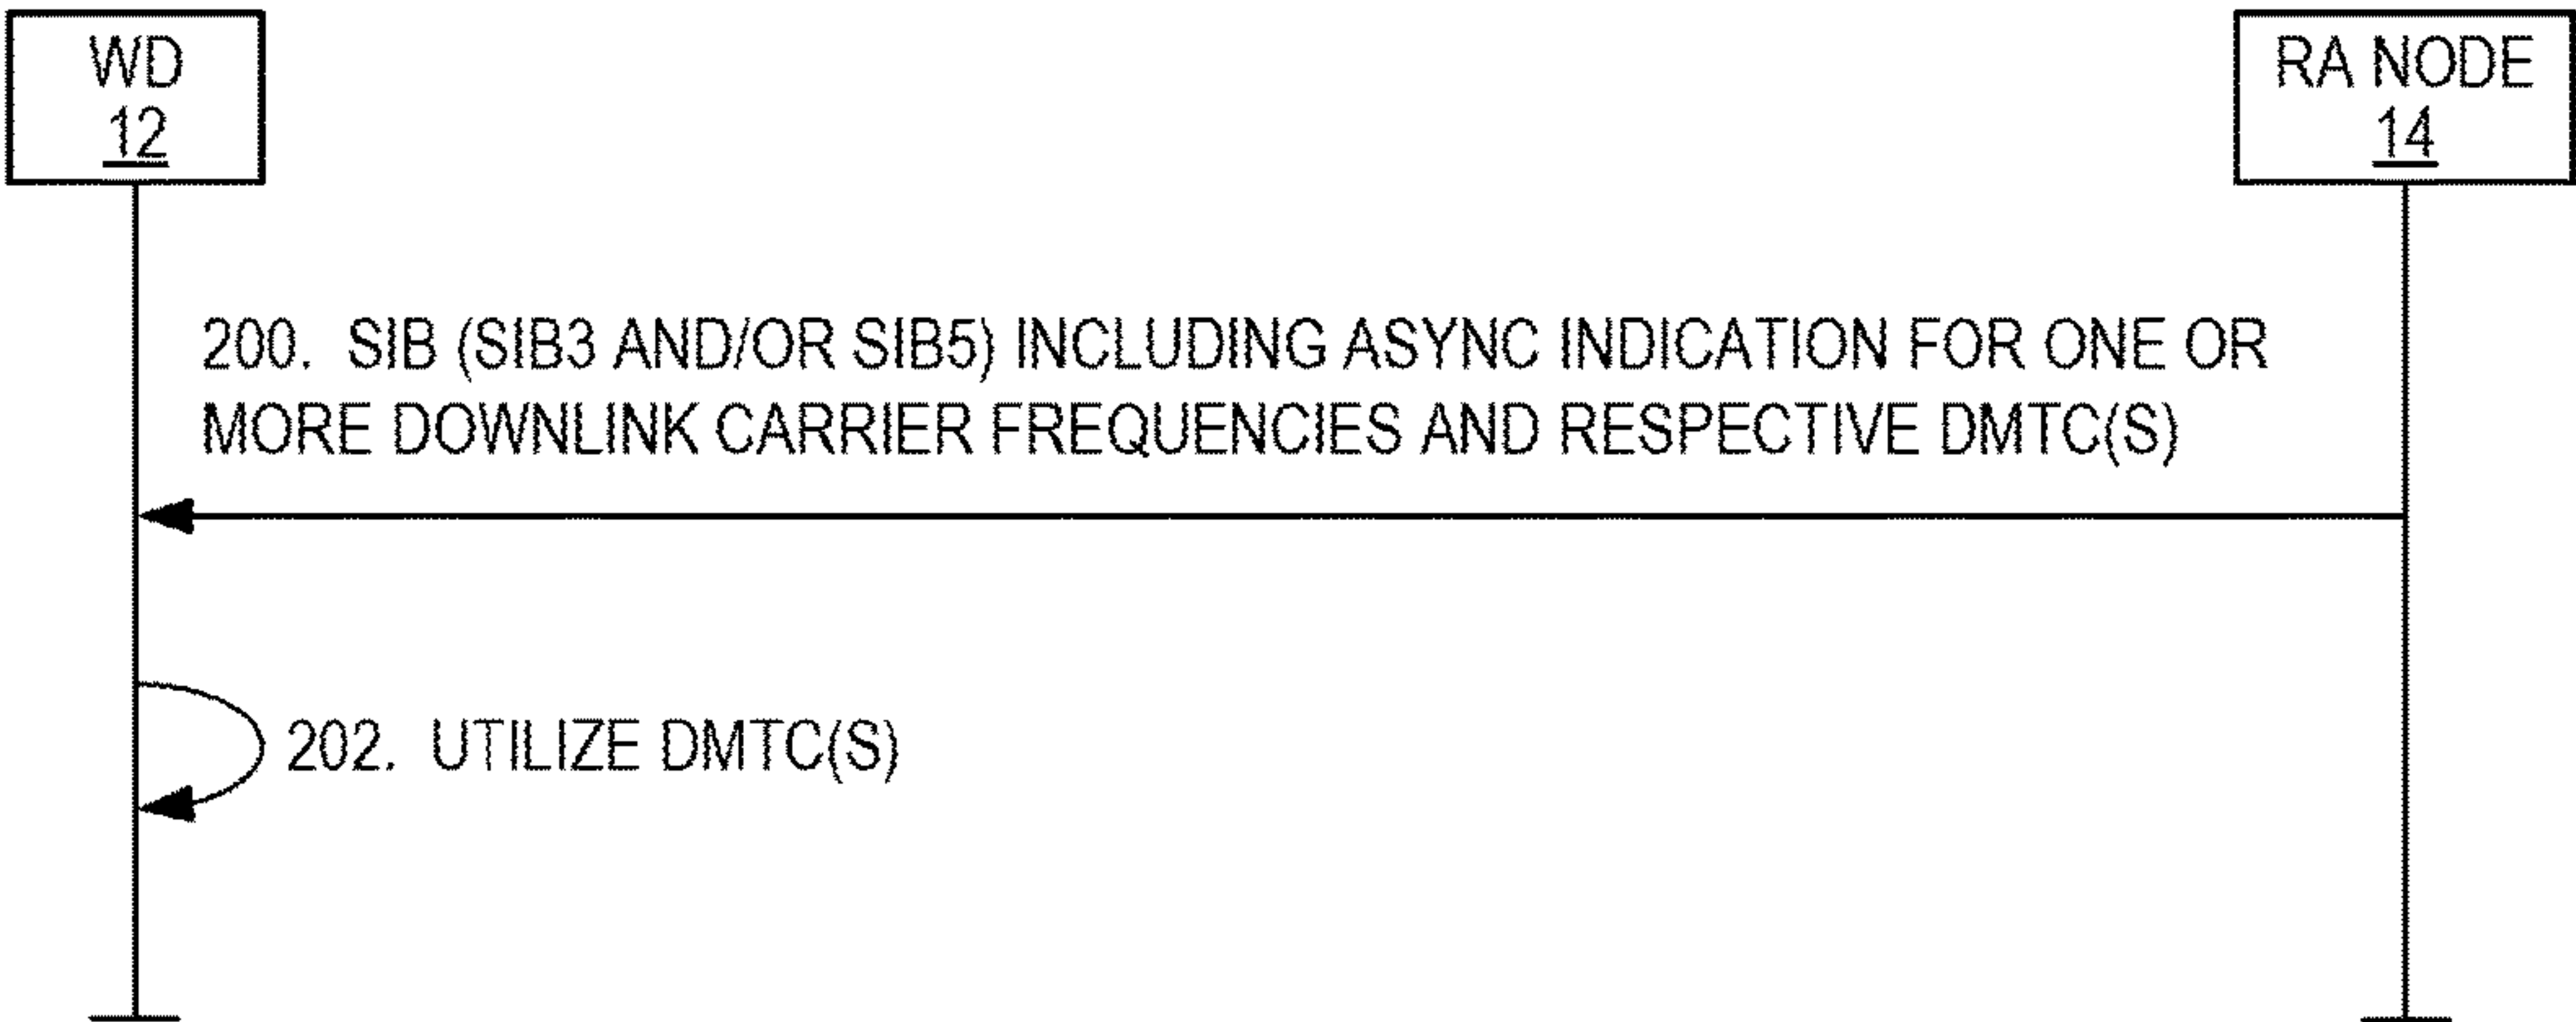 WD
12
RA NODE
14
200. SIB (SIB3 AND/OR SIB5) INCLUDING ASYNC INDICATION FOR ONE OR
MORE DOWNLINK CARRIER FREQUENCIES AND RESPECTIVE DMTC(S)
202. UTILIZE DMTC(S)